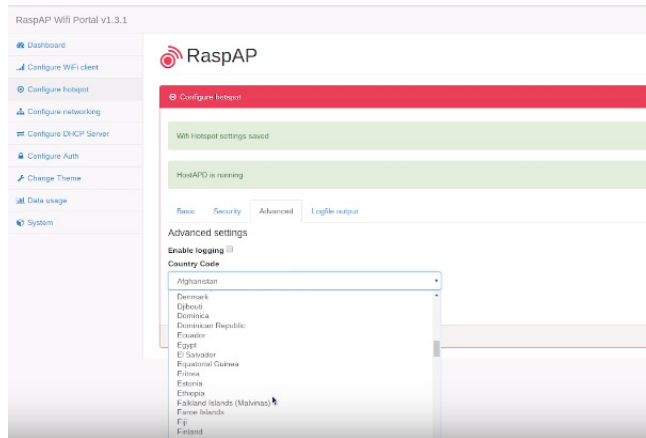 RaspAP Wifi Portal v1.3.1
Dashboard
Configure WiFi client
Configure hotspot
Configure networking
Configure DHCP Server
Configure Auth
Change Theme
Data usage
System
RaspAP
Configure hotspot
Wifi Hotspot settings saved
HostAPD is running
Basic Security Advanced Logfile output
Advanced settings
Enable logging
Country Code
Afghanistan
Denmark
Djibouti
Dominica
Dominican Republic
Ecuador
Egypt
El Salvador
Equatorial Guinea
Eritrea
Estonia
Ethiopia
Falkland Islands (Malvinas)
Faroe Islands
Fiji
Finland